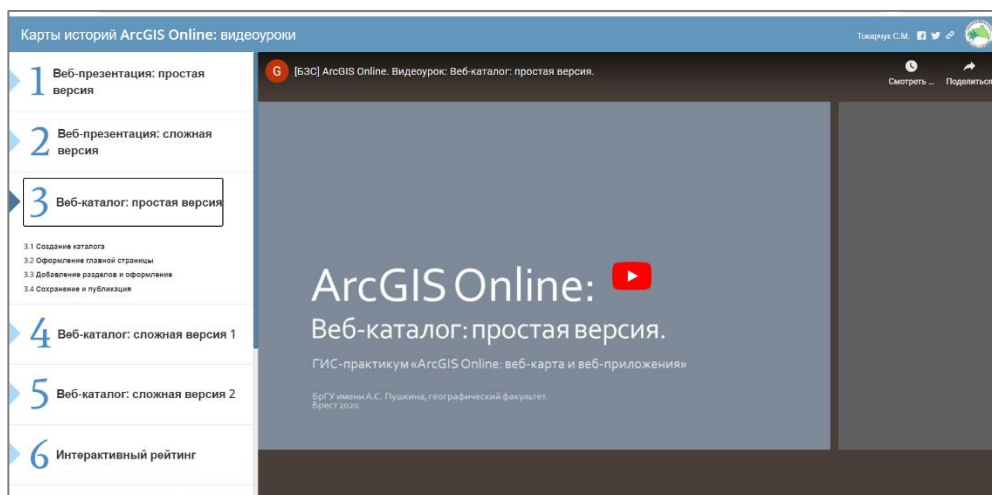 Карты историй ArcGIS Online: видеоуроки
Токарчук С.М.
1 Веб-презентация: простая
версия
2 Веб-презентация: сложная
версия
3 Веб-каталог: простая версия
3.1 Создание каталога
3.2 Оформление главной страницы
3.3 Добавление разделов и оформление
3.4 Сохранение и публикация
4 Веб-каталог: сложная версия 1
5 Веб-каталог: сложная версия 2
6 Интерактивный рейтинг
G [БЗС] ArcGIS Online. Видеоурок: Веб-каталог: простая версия.
Смотреть ...
Поделиться
ArcGIS Online:
Веб-каталог: простая версия.
ГИС-практикум «ArcGIS Online: веб-карта и веб-приложения»
БрГУ имени А.С. Пушкина, географический факультет.
Брест 2020